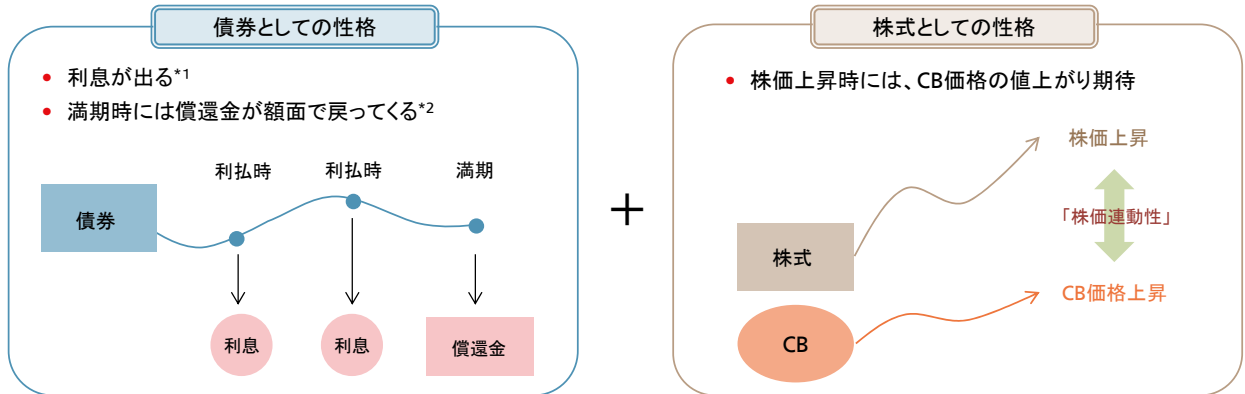 債券としての性格
• 利息が出る*1
• 満期時には償還金が額面で戻ってくる*2
利払時
利払時
満期
債券
利息
利息
償還金
+
株式としての性格
• 株価上昇時には、CB価格の値上がり期待
株価上昇
「株価連動性」
株式
CB価格上昇
CB